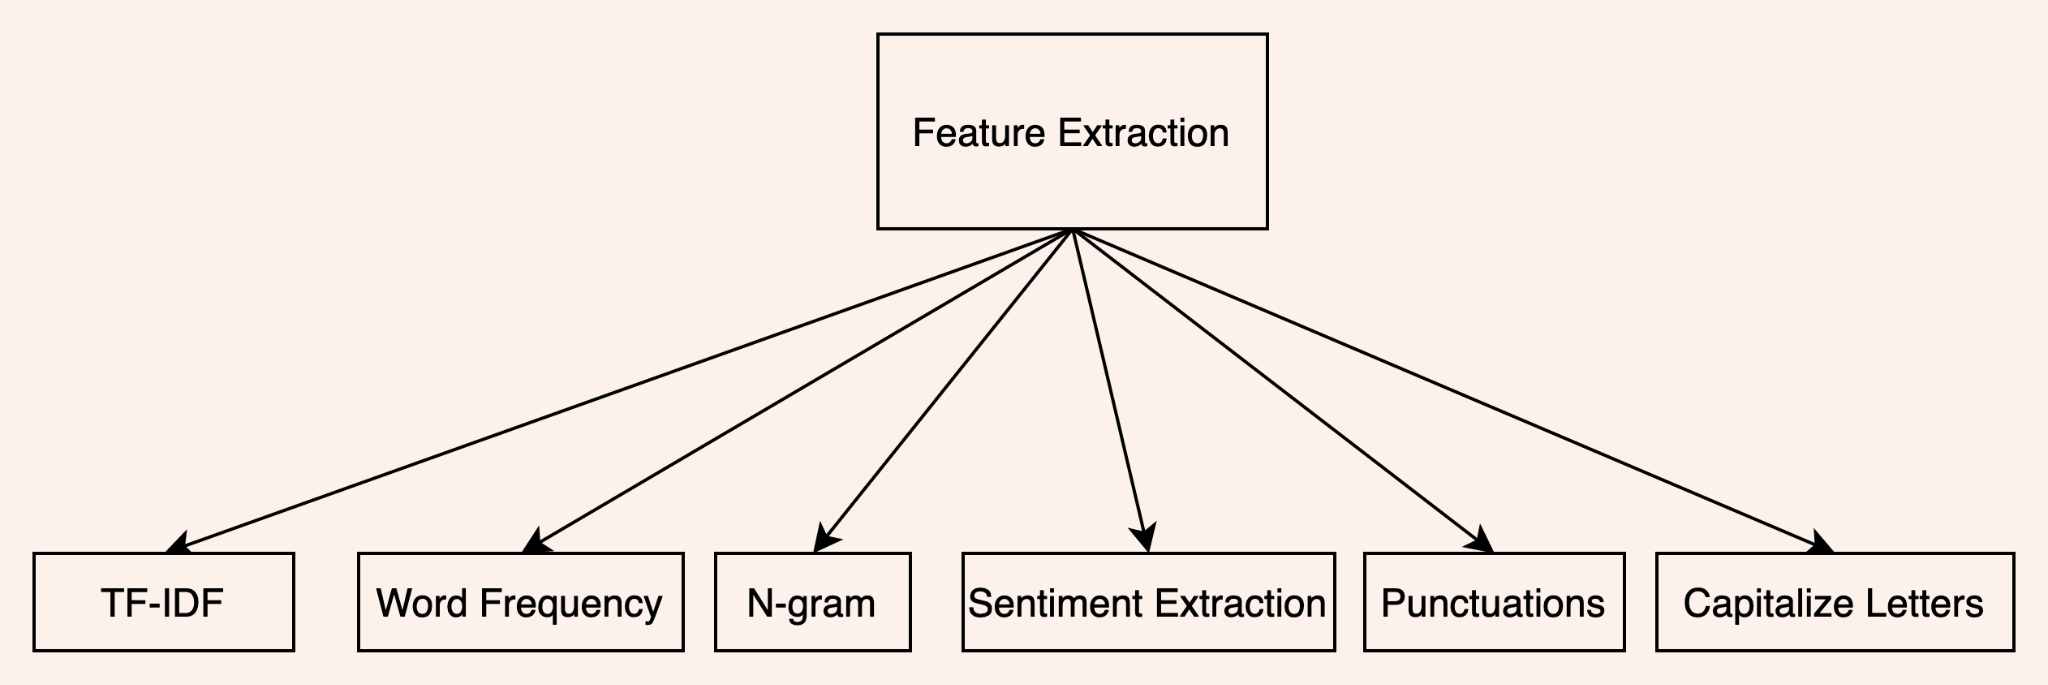 Feature Extraction
TF-IDF
Word Frequency
N-gram
Sentiment Extraction
Punctuations
Capitalize Letters